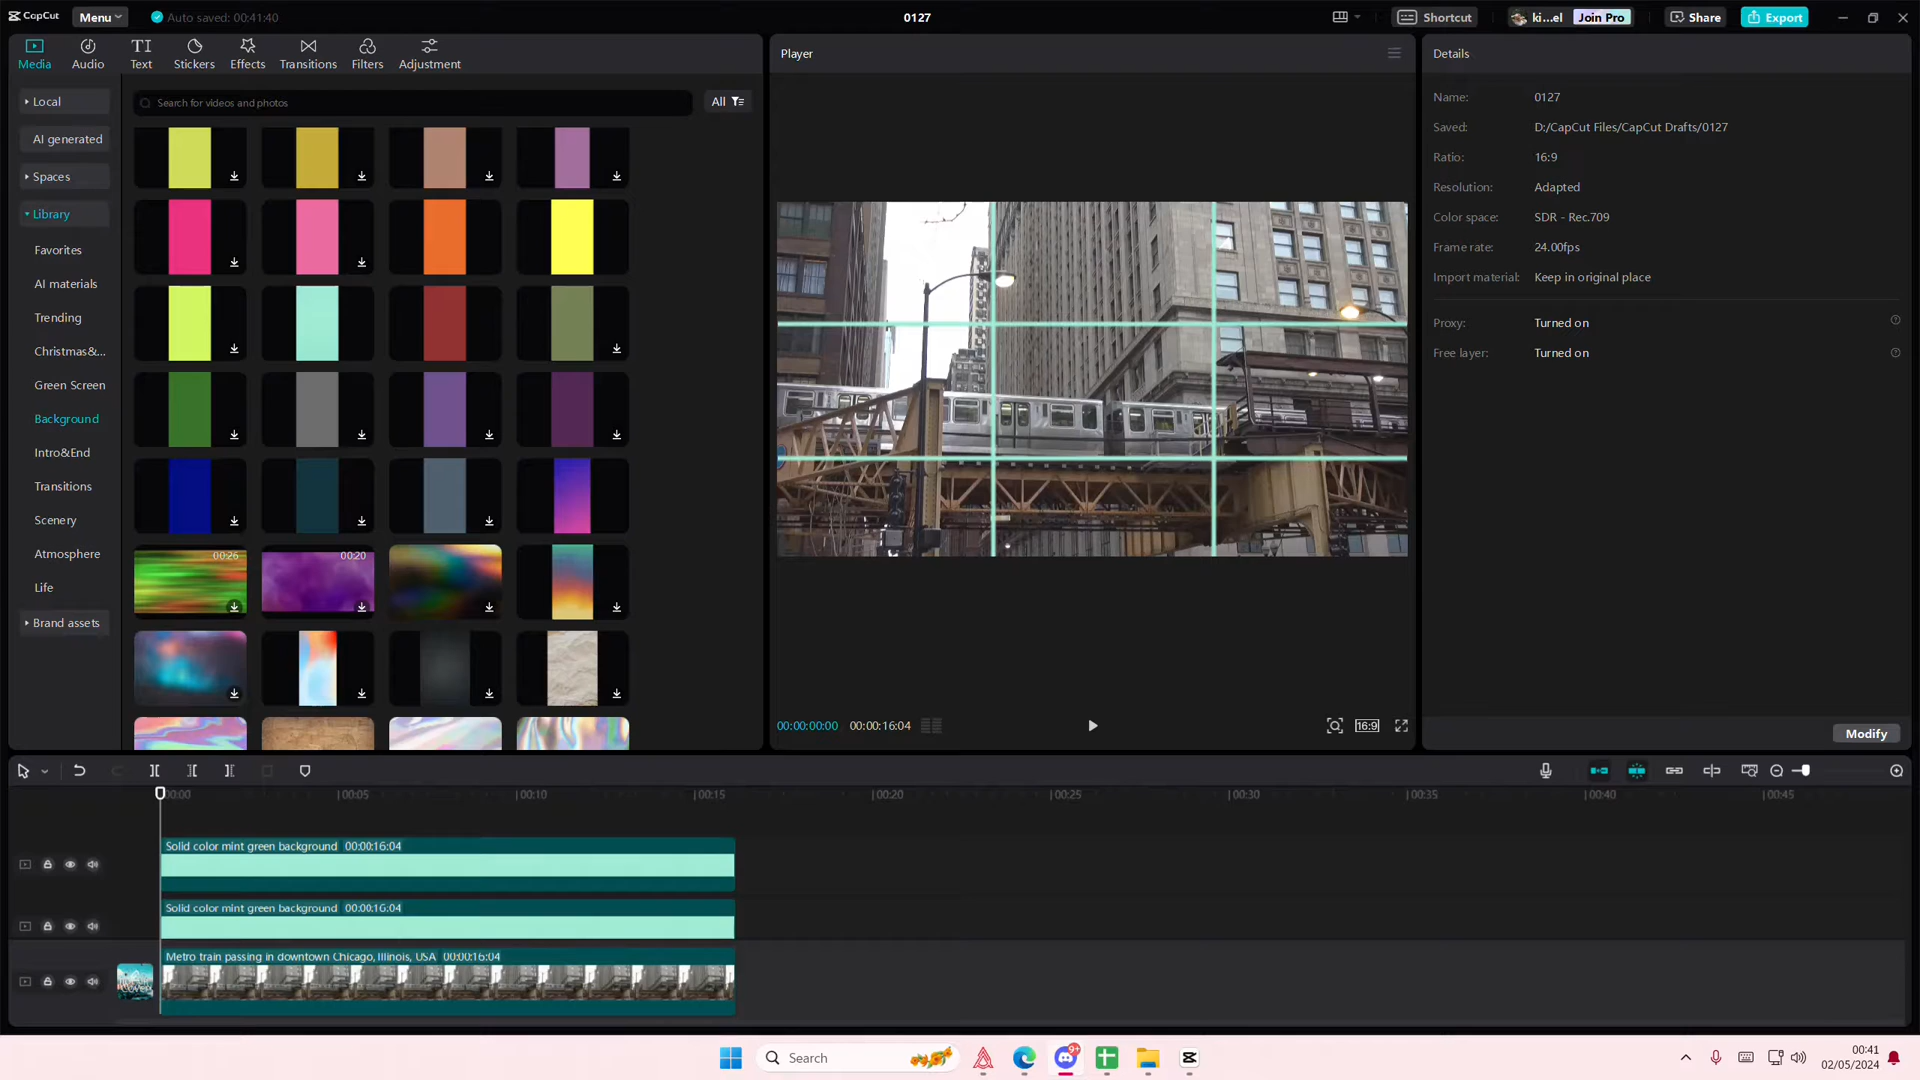 CapCut
Menu
Auto saved: 00:41:40
0127
Shortcut
ki...el
Join Pro
Share
Export
Media
Audio
Text
Stickers
Effects
Transitions
Filters
Adjustment
Local
AI generated
Spaces
Library
Favorites
AI materials
Trending
Christmas&...
Green Screen
Background
Intro&End
Transitions
Scenery
Atmosphere
Life
Brand assets
Search for videos and photos
All
00:26
00:20
Player
00:00:00:00
00:00:16:04
16:9
Details
Name: 0127
Saved: D:/CapCut Files/CapCut Drafts/0127
Ratio: 16:9
Resolution: Adapted
Color space: SDR - Rec.709
Frame rate: 24.00fps
Import material: Keep in original place
Proxy: Turned on
Free layer: Turned on
Modify
00:00
00:05
00:10
00:15
00:20
00:25
00:30
00:35
00:40
00:45
Solid color mint green background 00:00:16:04
Solid color mint green background 00:00:16:04
Metro train passing in downtown Chicago, Illinois, USA 00:00:16:04
Cover
Search
9+
00:41
02/05/2024